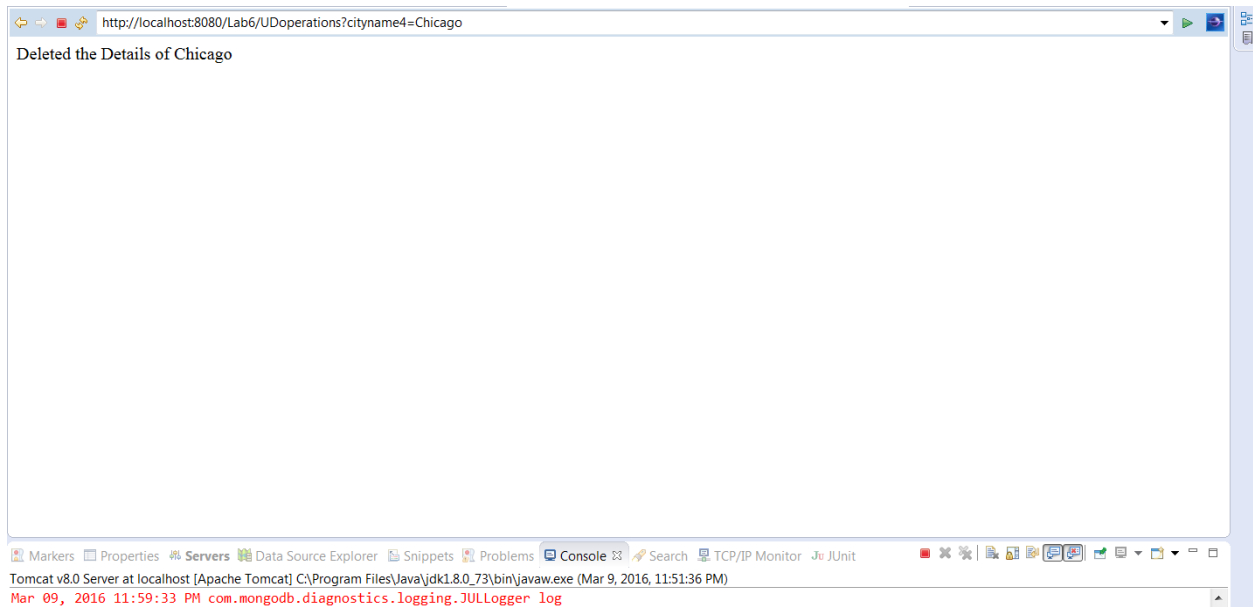 http://localhost:8080/Lab6/UDoperations?cityname4=Chicago
Deleted the Details of Chicago
Markers Properties Servers Data Source Explorer Snippets Problems Console Search TCP/IP Monitor Ju JUnit
Tomcat v8.0 Server at localhost [Apache Tomcat] C:\Program Files\Java\jdk1.8.0_73\bin\javaw.exe (Mar 9, 2016, 11:51:36 PM)
Mar 09, 2016 11:59:33 PM com.mongodb.diagnostics.logging.JULLogger log